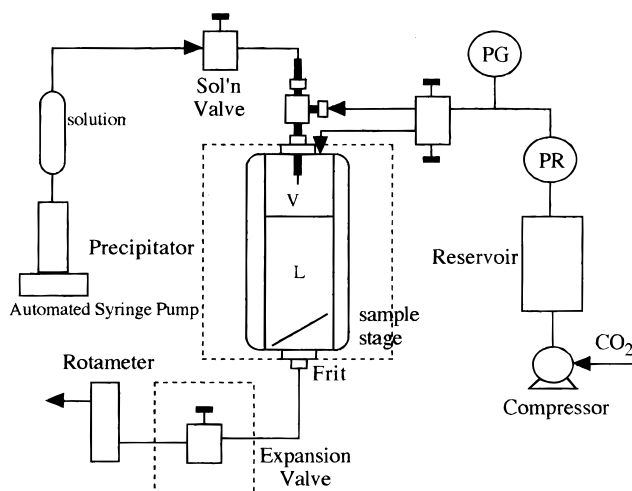 PG
Sol'n
Valve
solution
PR
V
Precipitator
Reservoir
L
Automated Syringe Pump
sample
stage
CO2
Rotameter
Frit
Compressor
Expansion
Valve